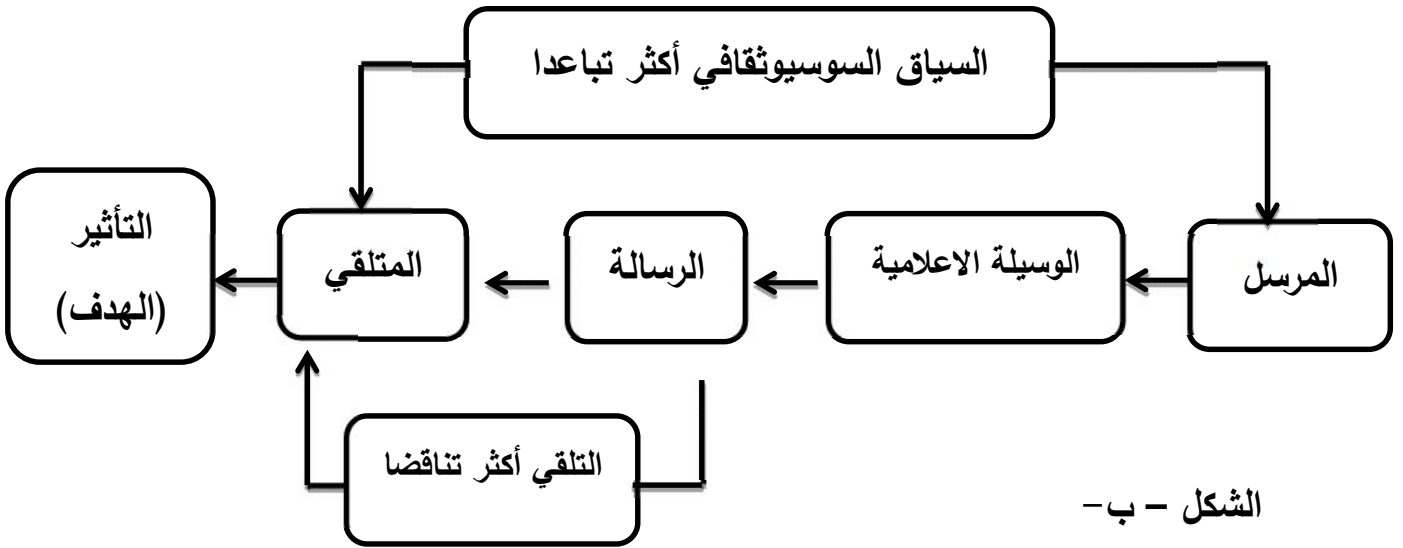 السياق السوسيوثقافي أكثر تباعدا
المرسل
الوسيلة الاعلامية
الرسالة
المتلقي
التأثير
(الهدف)
التلقي أكثر تناقضا
الشكل – ب-